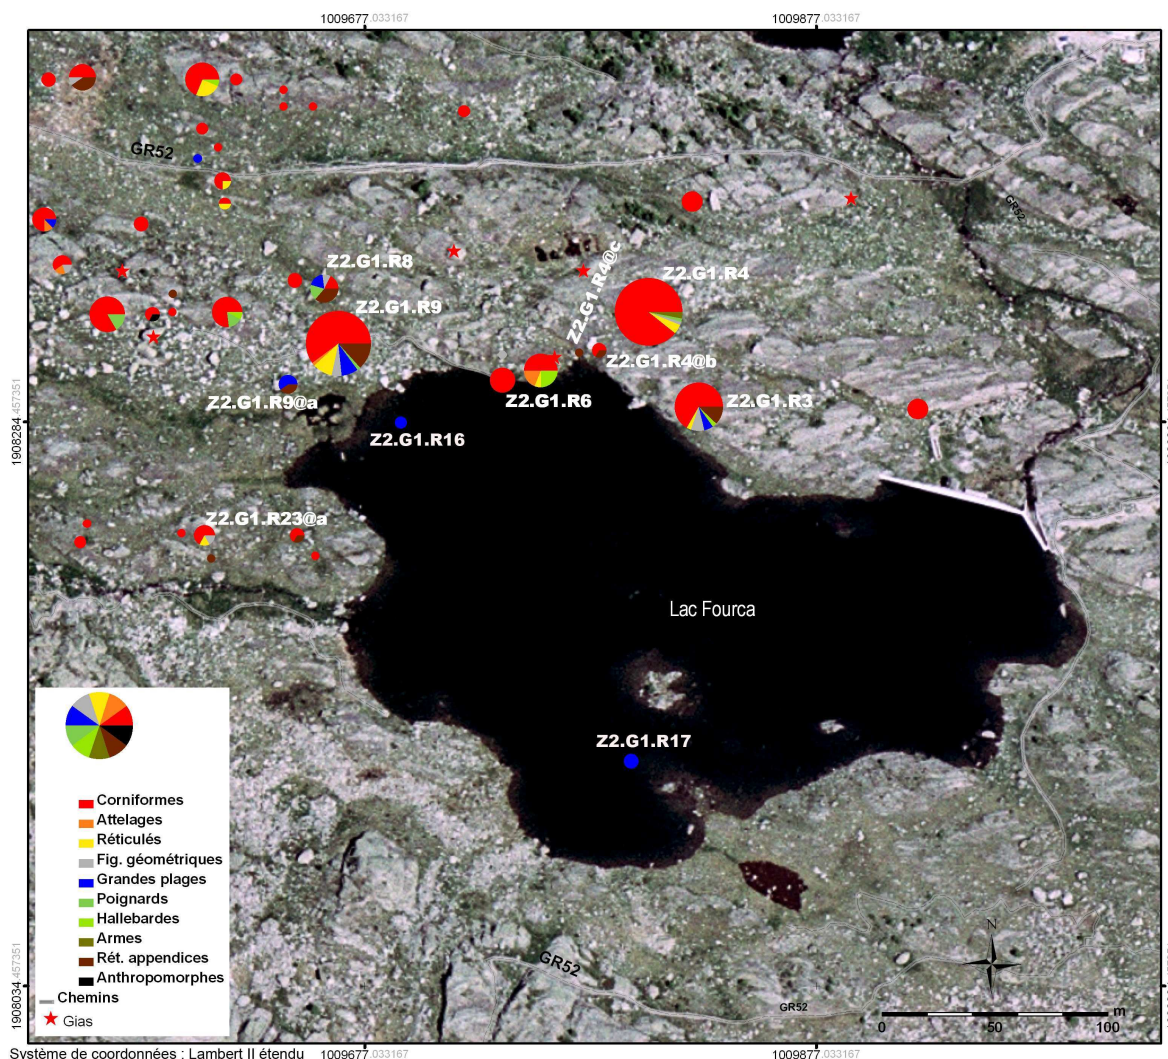 1009677.033167
1009877.033167
GR52
GR52
Z2.G1.R8
Z2.G1.R4@c
Z2.G1.R4
Z2.G1.R9
Z2.G1.R4@b
1908284.457351
Z2.G1.R9@a
Z2.G1.R6
Z2.G1.R3
Z2.G1.R16
Z2.G1.R23@a
Lac Fourca
Z2.G1.R17
Corniformes
Attelages
Réticulés
Fig. géométriques
Grandes plages
Poignards
Hallebardes
Armes
Rét. appendices
Anthropomorphes
Chemins
Gias
1908034.457351
GR52
N
GR52
m
0 50 100
Système de coordonnées : Lambert II étendu
1009677.033167
1009877.033167